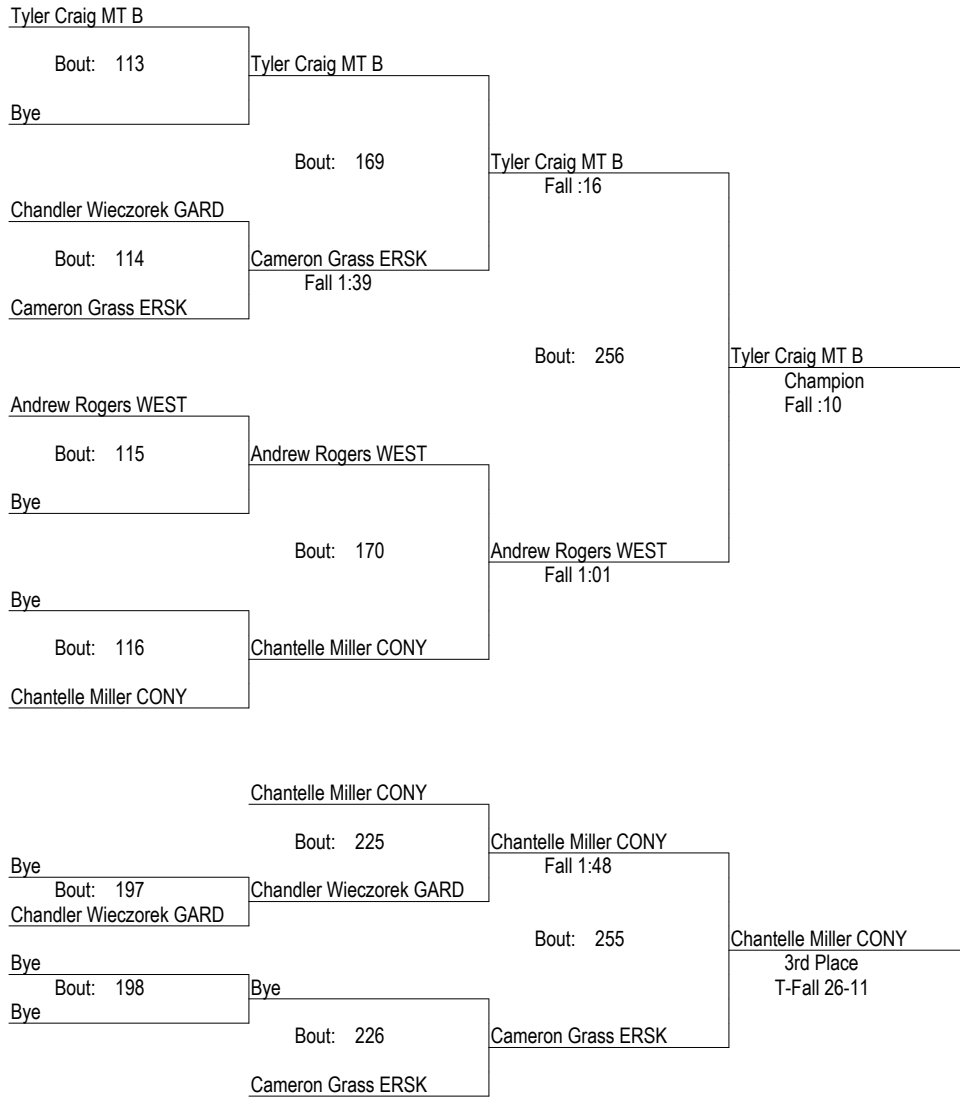 Tyler Craig MT B
Bout: 113
Tyler Craig MT B
Bye
Bout: 169
Tyler Craig MT B
Fall :16
Chandler Wieczorek GARD
Bout: 114
Cameron Grass ERSK
Fall 1:39
Cameron Grass ERSK
Bout: 256
Tyler Craig MT B
Champion
Fall :10
Andrew Rogers WEST
Bout: 115
Andrew Rogers WEST
Bye
Bout: 170
Andrew Rogers WEST
Fall 1:01
Bye
Bout: 116
Chantelle Miller CONY
Chantelle Miller CONY
Chantelle Miller CONY
Bout: 225
Chantelle Miller CONY
Fall 1:48
Bye
Bout: 197
Chandler Wieczorek GARD
Chandler Wieczorek GARD
Bout: 255
Chantelle Miller CONY
3rd Place
T-Fall 26-11
Bye
Bout: 198
Bye
Bye
Bout: 226
Cameron Grass ERSK
Cameron Grass ERSK